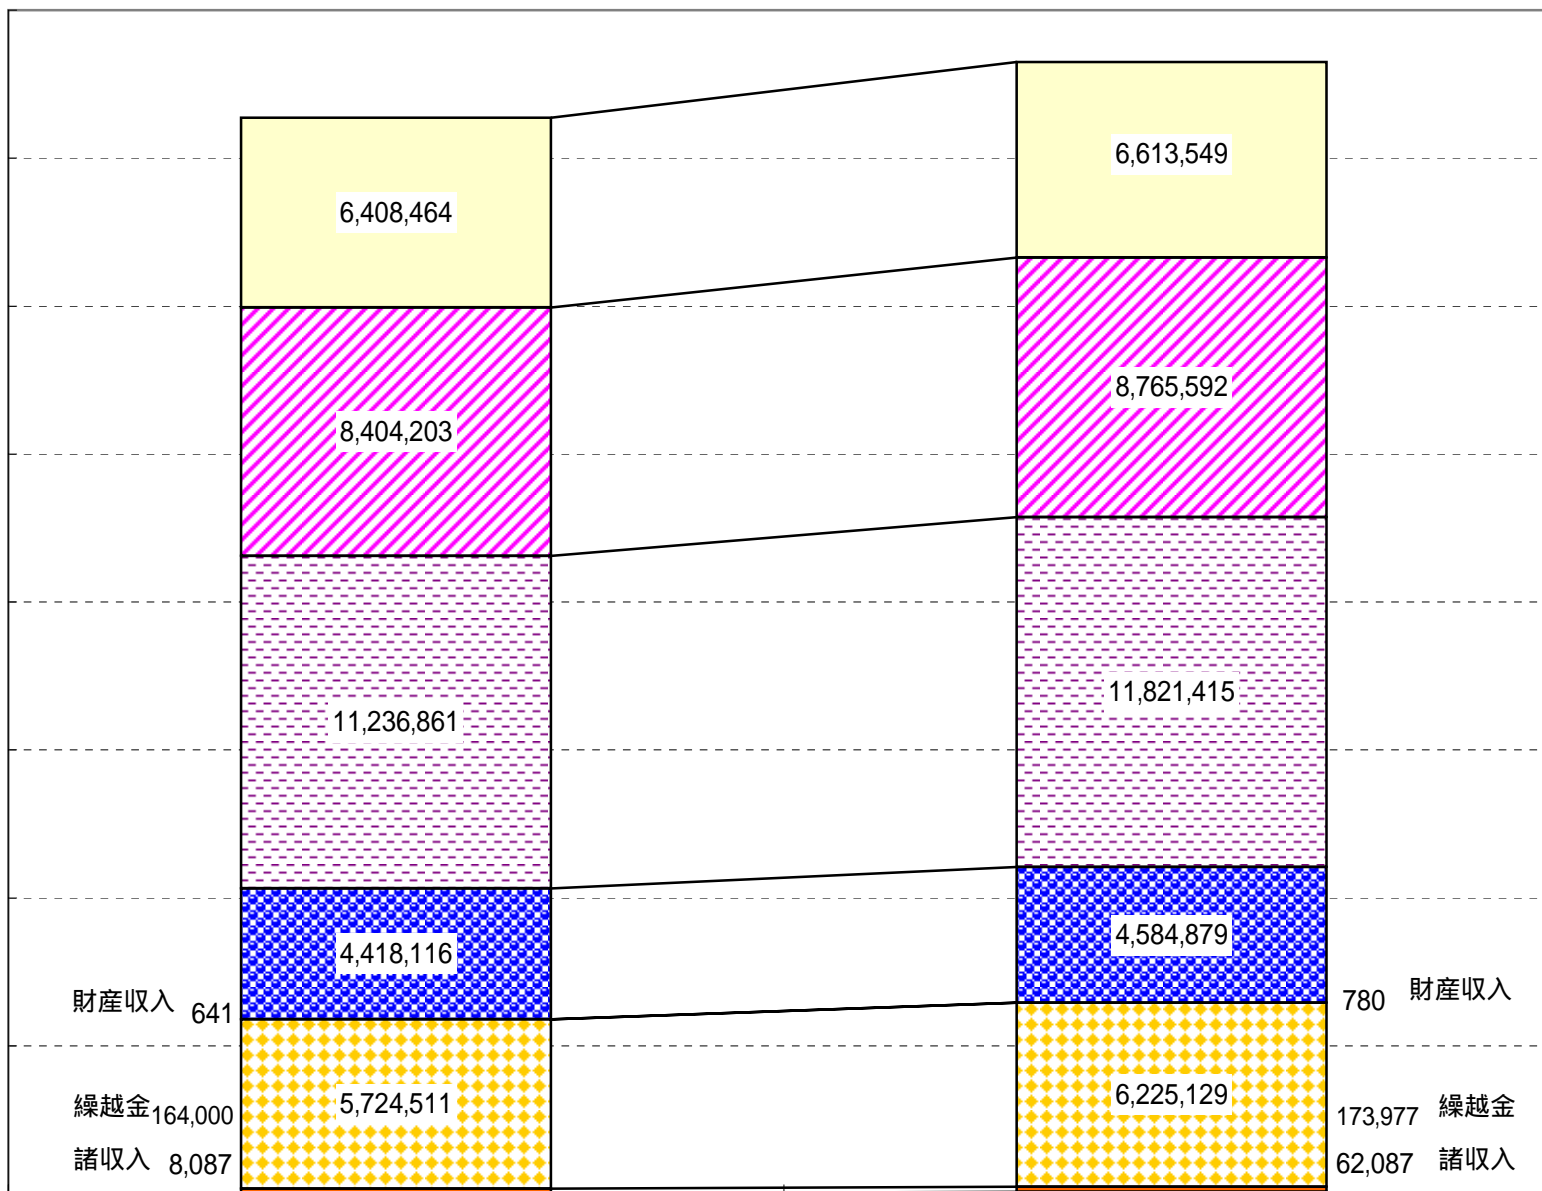 6,613,549
6,408,464
8,765,592
8,404,203
11,821,415
11,236,861
4,584,879
4,418,116
財産収入 641
780 財産収入
6,225,129
5,724,511
繰越金 164,000
173,977 繰越金
諸収入 8,087
62,087 諸収入